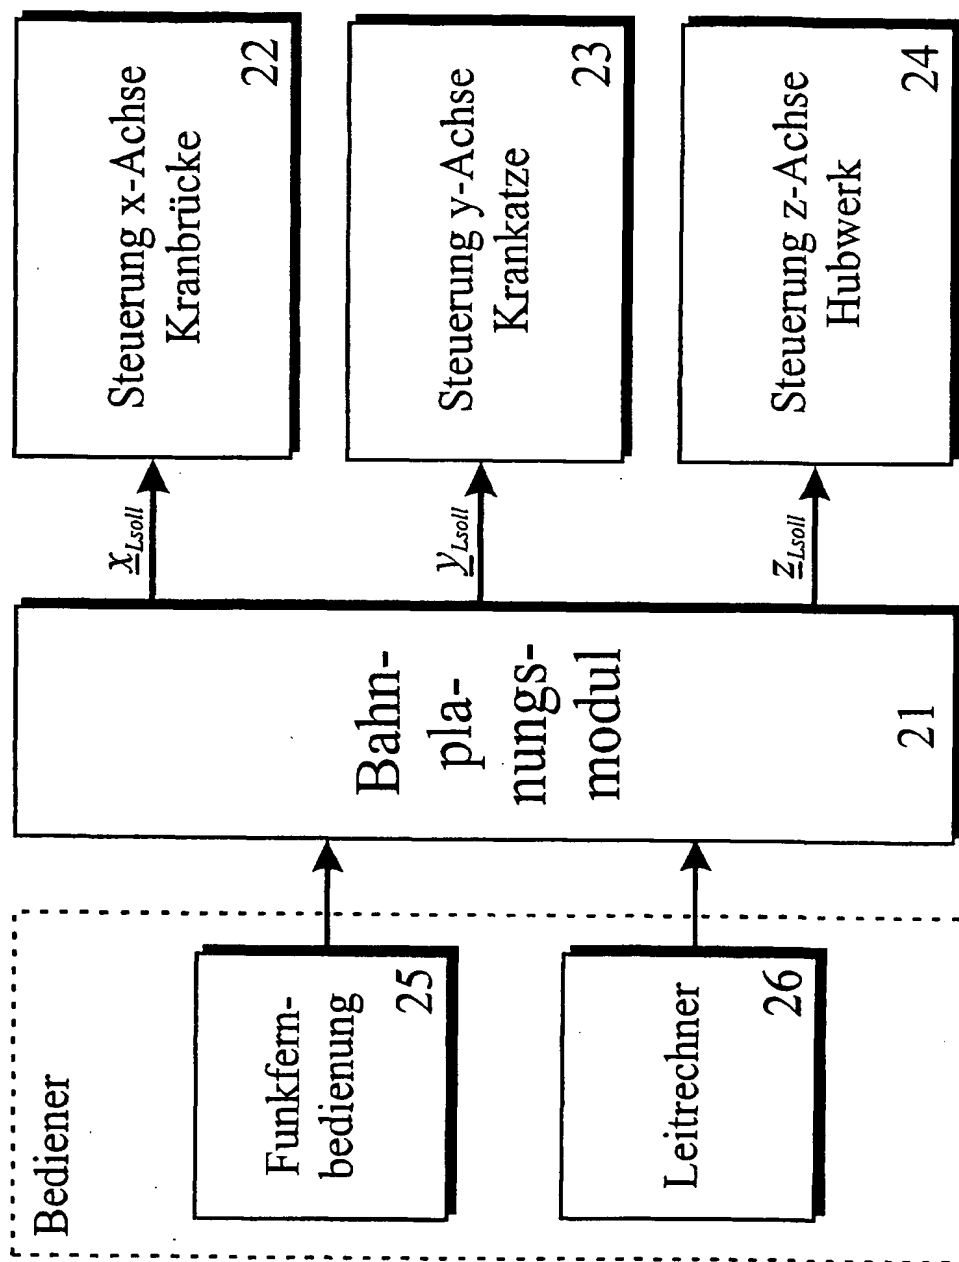 Bediener
Funkfern-
bedienung
25
Leitrechner
26
Bahn-
pla-
nungs-
modul
21
x_Lsoll
y_Lsoll
z_Lsoll
Steuerung x-Achse
Kranbrücke
22
Steuerung y-Achse
Krankatze
23
Steuerung z-Achse
Hubwerk
24